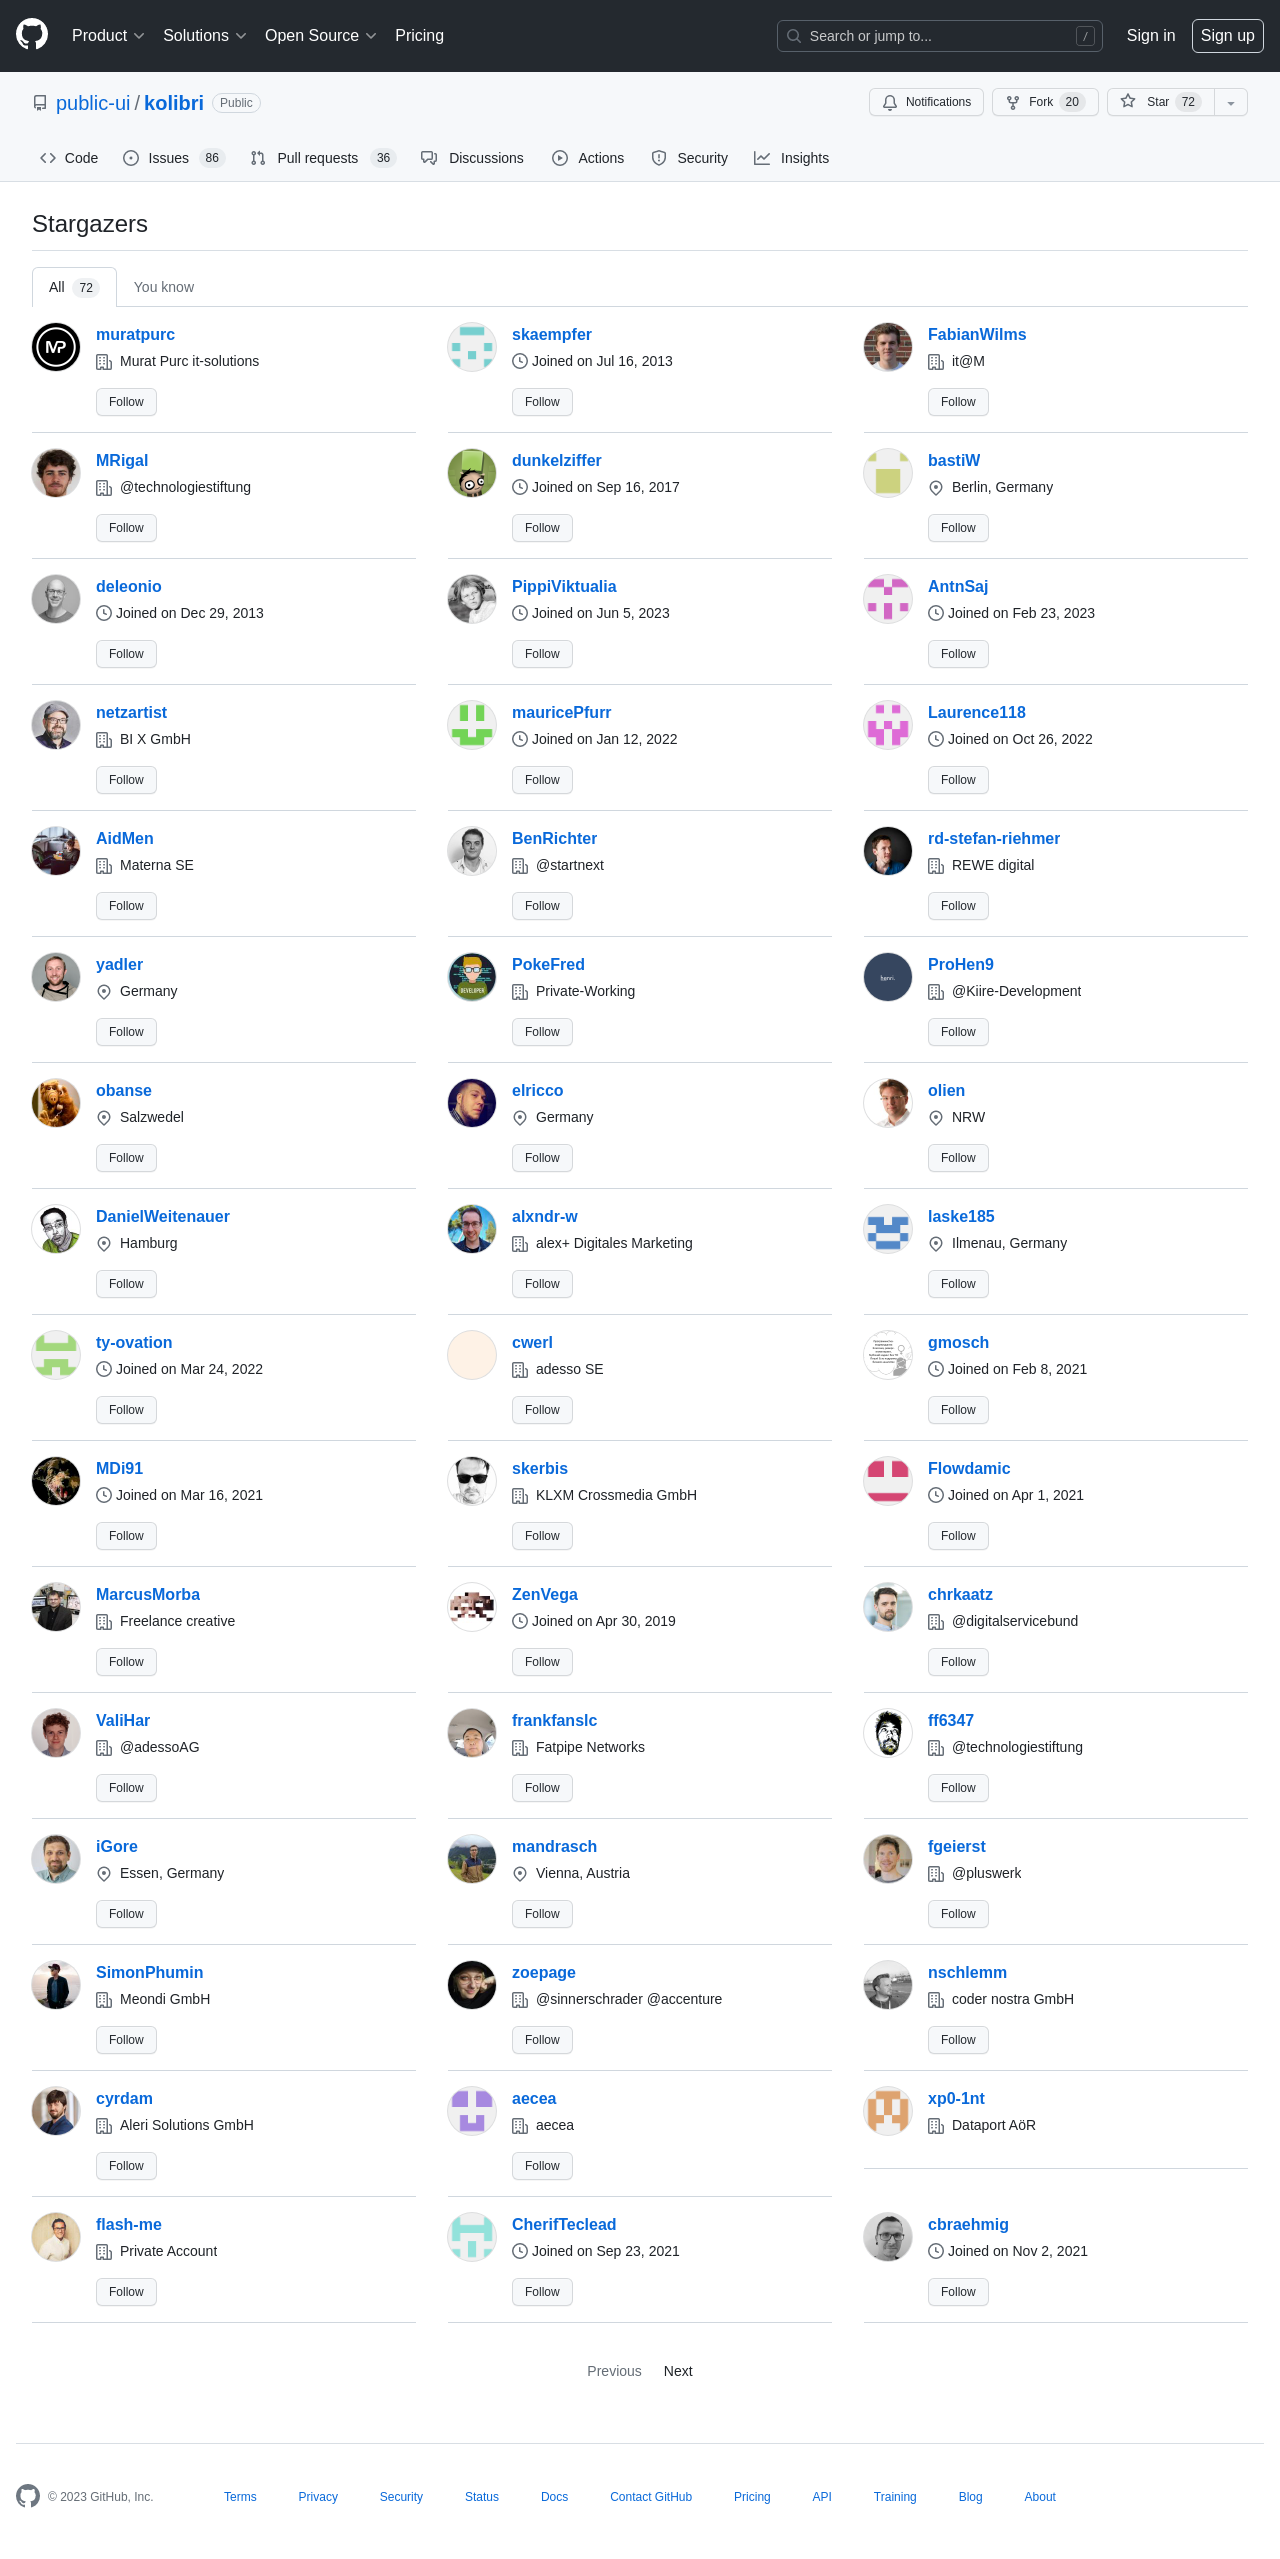 Product Solutions Open Source Pricing Search or jump to... / Sign in Sign up
public-ui / kolibri Public Notifications Fork 20 Star 72
Code Issues 86 Pull requests 36 Discussions Actions Security Insights
Stargazers
All 72 You know
muratpurc skaempfer FabianWilms
Murat Purc it-solutions Joined on Jul 16, 2013 it@M
Follow Follow Follow
MRigal dunkelziffer bastiW
@technologiestiftung Joined on Sep 16, 2017 Berlin, Germany
Follow Follow Follow
deleonio PippiViktualia AntnSaj
Joined on Dec 29, 2013 Joined on Jun 5, 2023 Joined on Feb 23, 2023
Follow Follow Follow
netzartist mauricePfurr Laurence118
BI X GmbH Joined on Jan 12, 2022 Joined on Oct 26, 2022
Follow Follow Follow
AidMen BenRichter rd-stefan-riehmer
Materna SE @startnext REWE digital
Follow Follow Follow
yadler PokeFred ProHen9
Germany Private-Working @Kiire-Development
Follow Follow Follow
obanse elricco olien
Salzwedel Germany NRW
Follow Follow Follow
DanielWeitenauer alxndr-w laske185
Hamburg alex+ Digitales Marketing Ilmenau, Germany
Follow Follow Follow
ty-ovation cwerl gmosch
Joined on Mar 24, 2022 adesso SE Joined on Feb 8, 2021
Follow Follow Follow
MDi91 skerbis Flowdamic
Joined on Mar 16, 2021 KLXM Crossmedia GmbH Joined on Apr 1, 2021
Follow Follow Follow
MarcusMorba ZenVega chrkaatz
Freelance creative Joined on Apr 30, 2019 @digitalservicebund
Follow Follow Follow
ValiHar frankfanslc ff6347
@adessoAG Fatpipe Networks @technologiestiftung
Follow Follow Follow
iGore mandrasch fgeierst
Essen, Germany Vienna, Austria @pluswerk
Follow Follow Follow
SimonPhumin zoepage nschlemm
Meondi GmbH @sinnerschrader @accenture coder nostra GmbH
Follow Follow Follow
cyrdam aecea xp0-1nt
Aleri Solutions GmbH aecea Dataport AöR
Follow Follow
flash-me CherifTeclead cbraehmig
Private Account Joined on Sep 23, 2021 Joined on Nov 2, 2021
Follow Follow Follow
Previous Next
© 2023 GitHub, Inc. Terms Privacy Security Status Docs Contact GitHub Pricing API Training Blog About